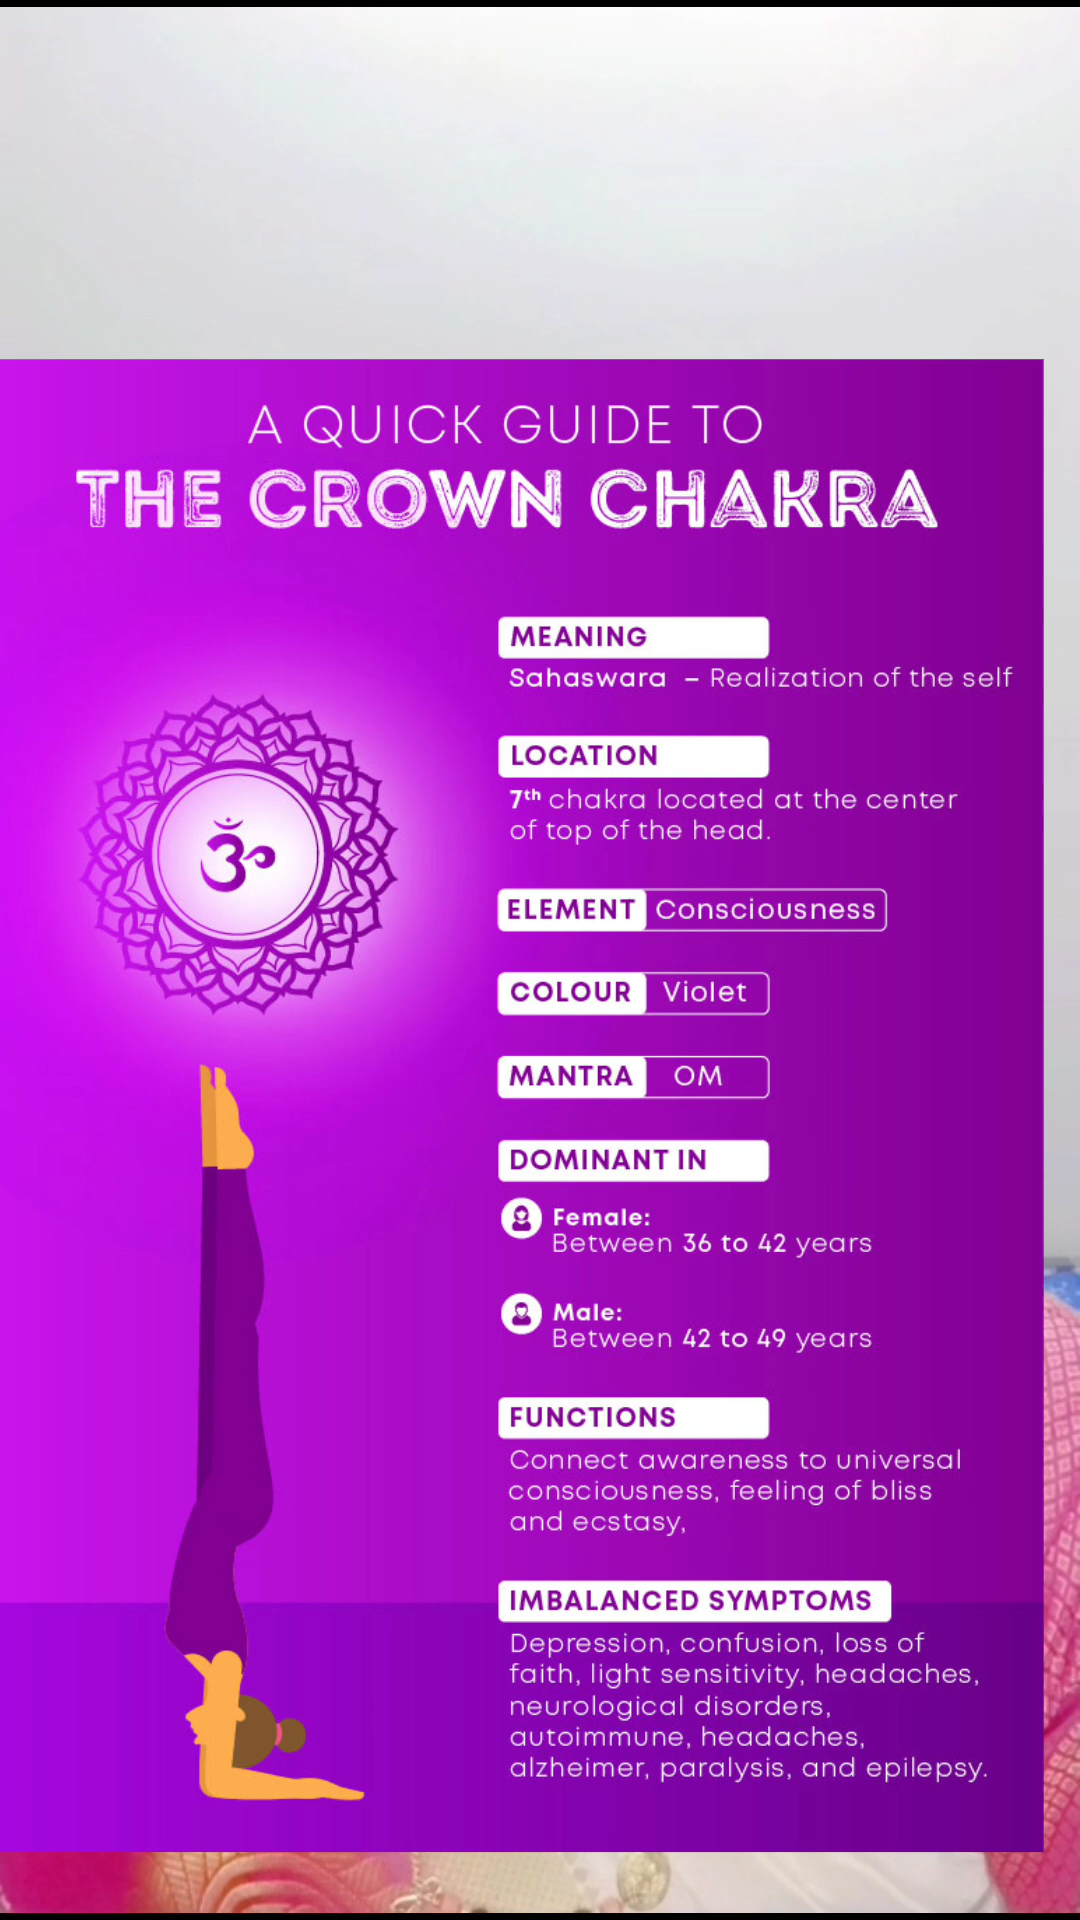 A QUICK GUIDE TO
THE CROWN CHAKRA
MEANING
Sahaswara – Realization of the self
LOCATION
7th chakra located at the center
of top of the head.
ॐ
ELEMENT Consciousness
COLOUR Violet
MANTRA OM
DOMINANT IN
Female:
Between 36 to 42 years
Male:
Between 42 to 49 years
FUNCTIONS
Connect awareness to universal
consciousness, feeling of bliss
and ecstasy,
IMBALANCED SYMPTOMS
Depression, confusion, loss of
faith, light sensitivity, headaches,
neurological disorders,
autoimmune, headaches,
alzheimer, paralysis, and epilepsy.